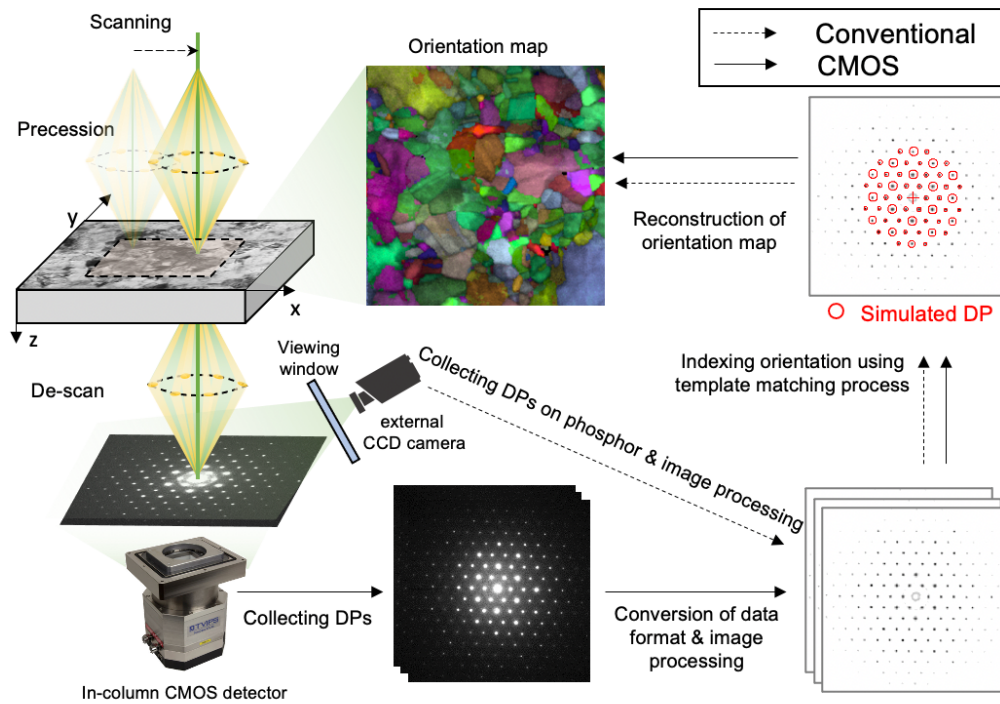 Scanning
Orientation map
Conventional
CMOS
Precession
y
x
z
Reconstruction of
orientation map
Simulated DP
Viewing
window
De-scan
external
CCD camera
Collecting DPs on phosphor & image processing
Indexing orientation using
template matching process
TVIPS
Collecting DPs
Conversion of data
format & image
processing
In-column CMOS detector